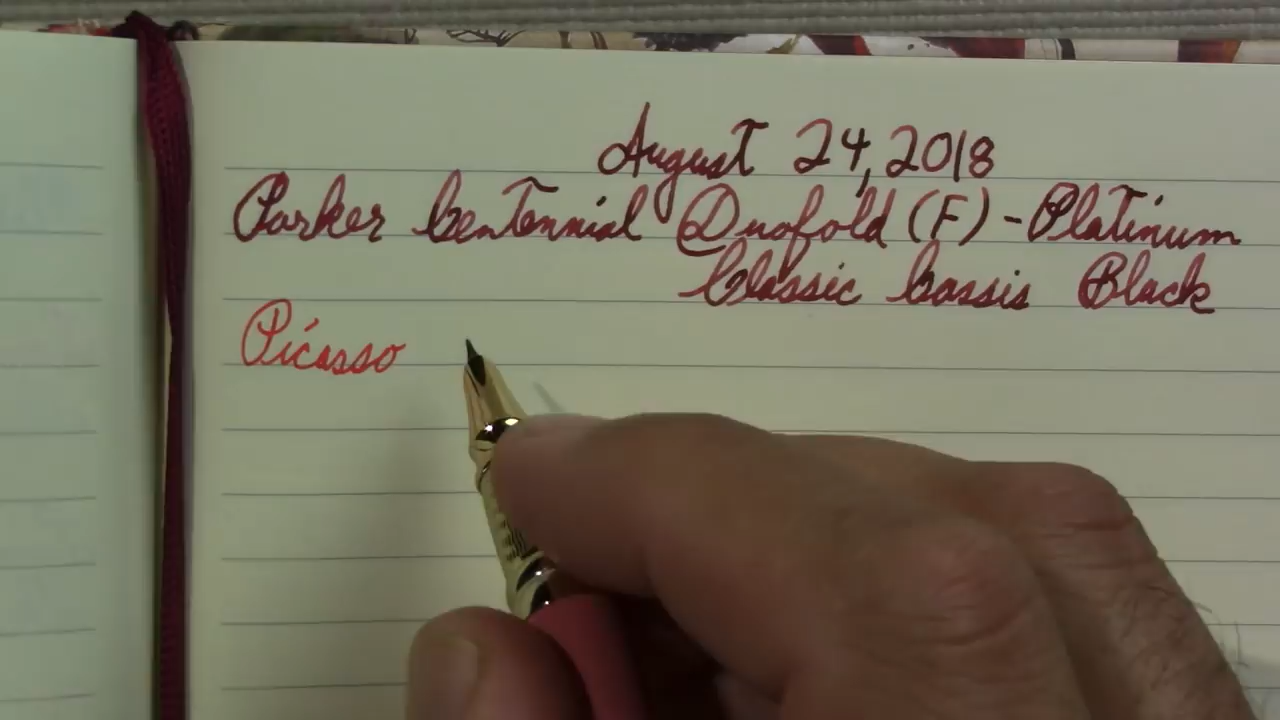 August 24, 2018
Parker Centennial Duofold (F) - Platinum
Classic Cassis Black
Picasso